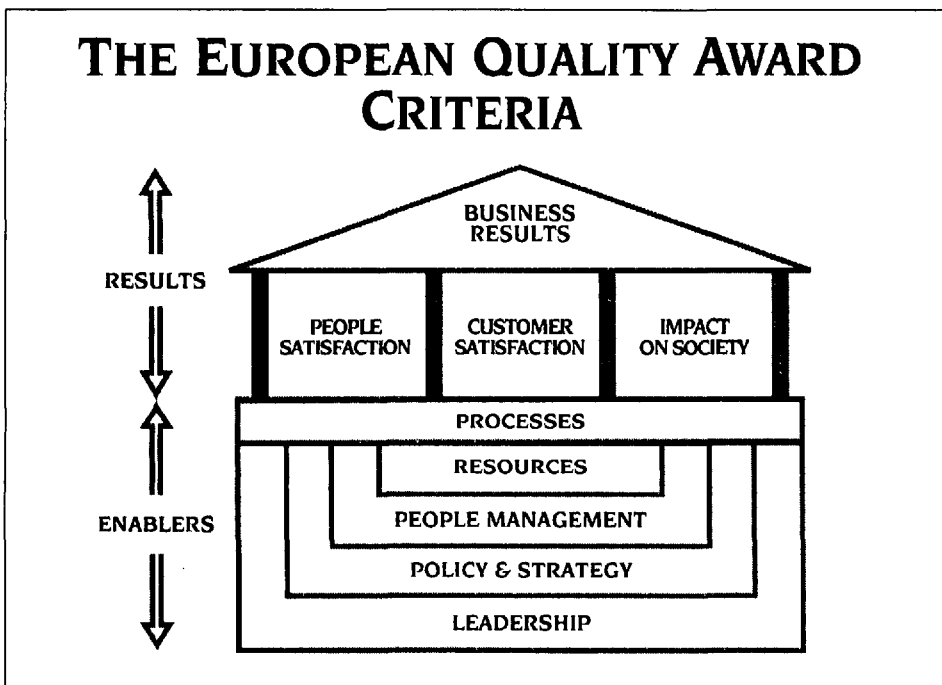 THE EUROPEAN QUALITY AWARD
CRITERIA
BUSINESS
RESULTS
RESULTS
PEOPLE
SATISFACTION
CUSTOMER
SATISFACTION
IMPACT
ON SOCIETY
PROCESSES
RESOURCES
PEOPLE MANAGEMENT
ENABLERS
POLICY & STRATEGY
LEADERSHIP